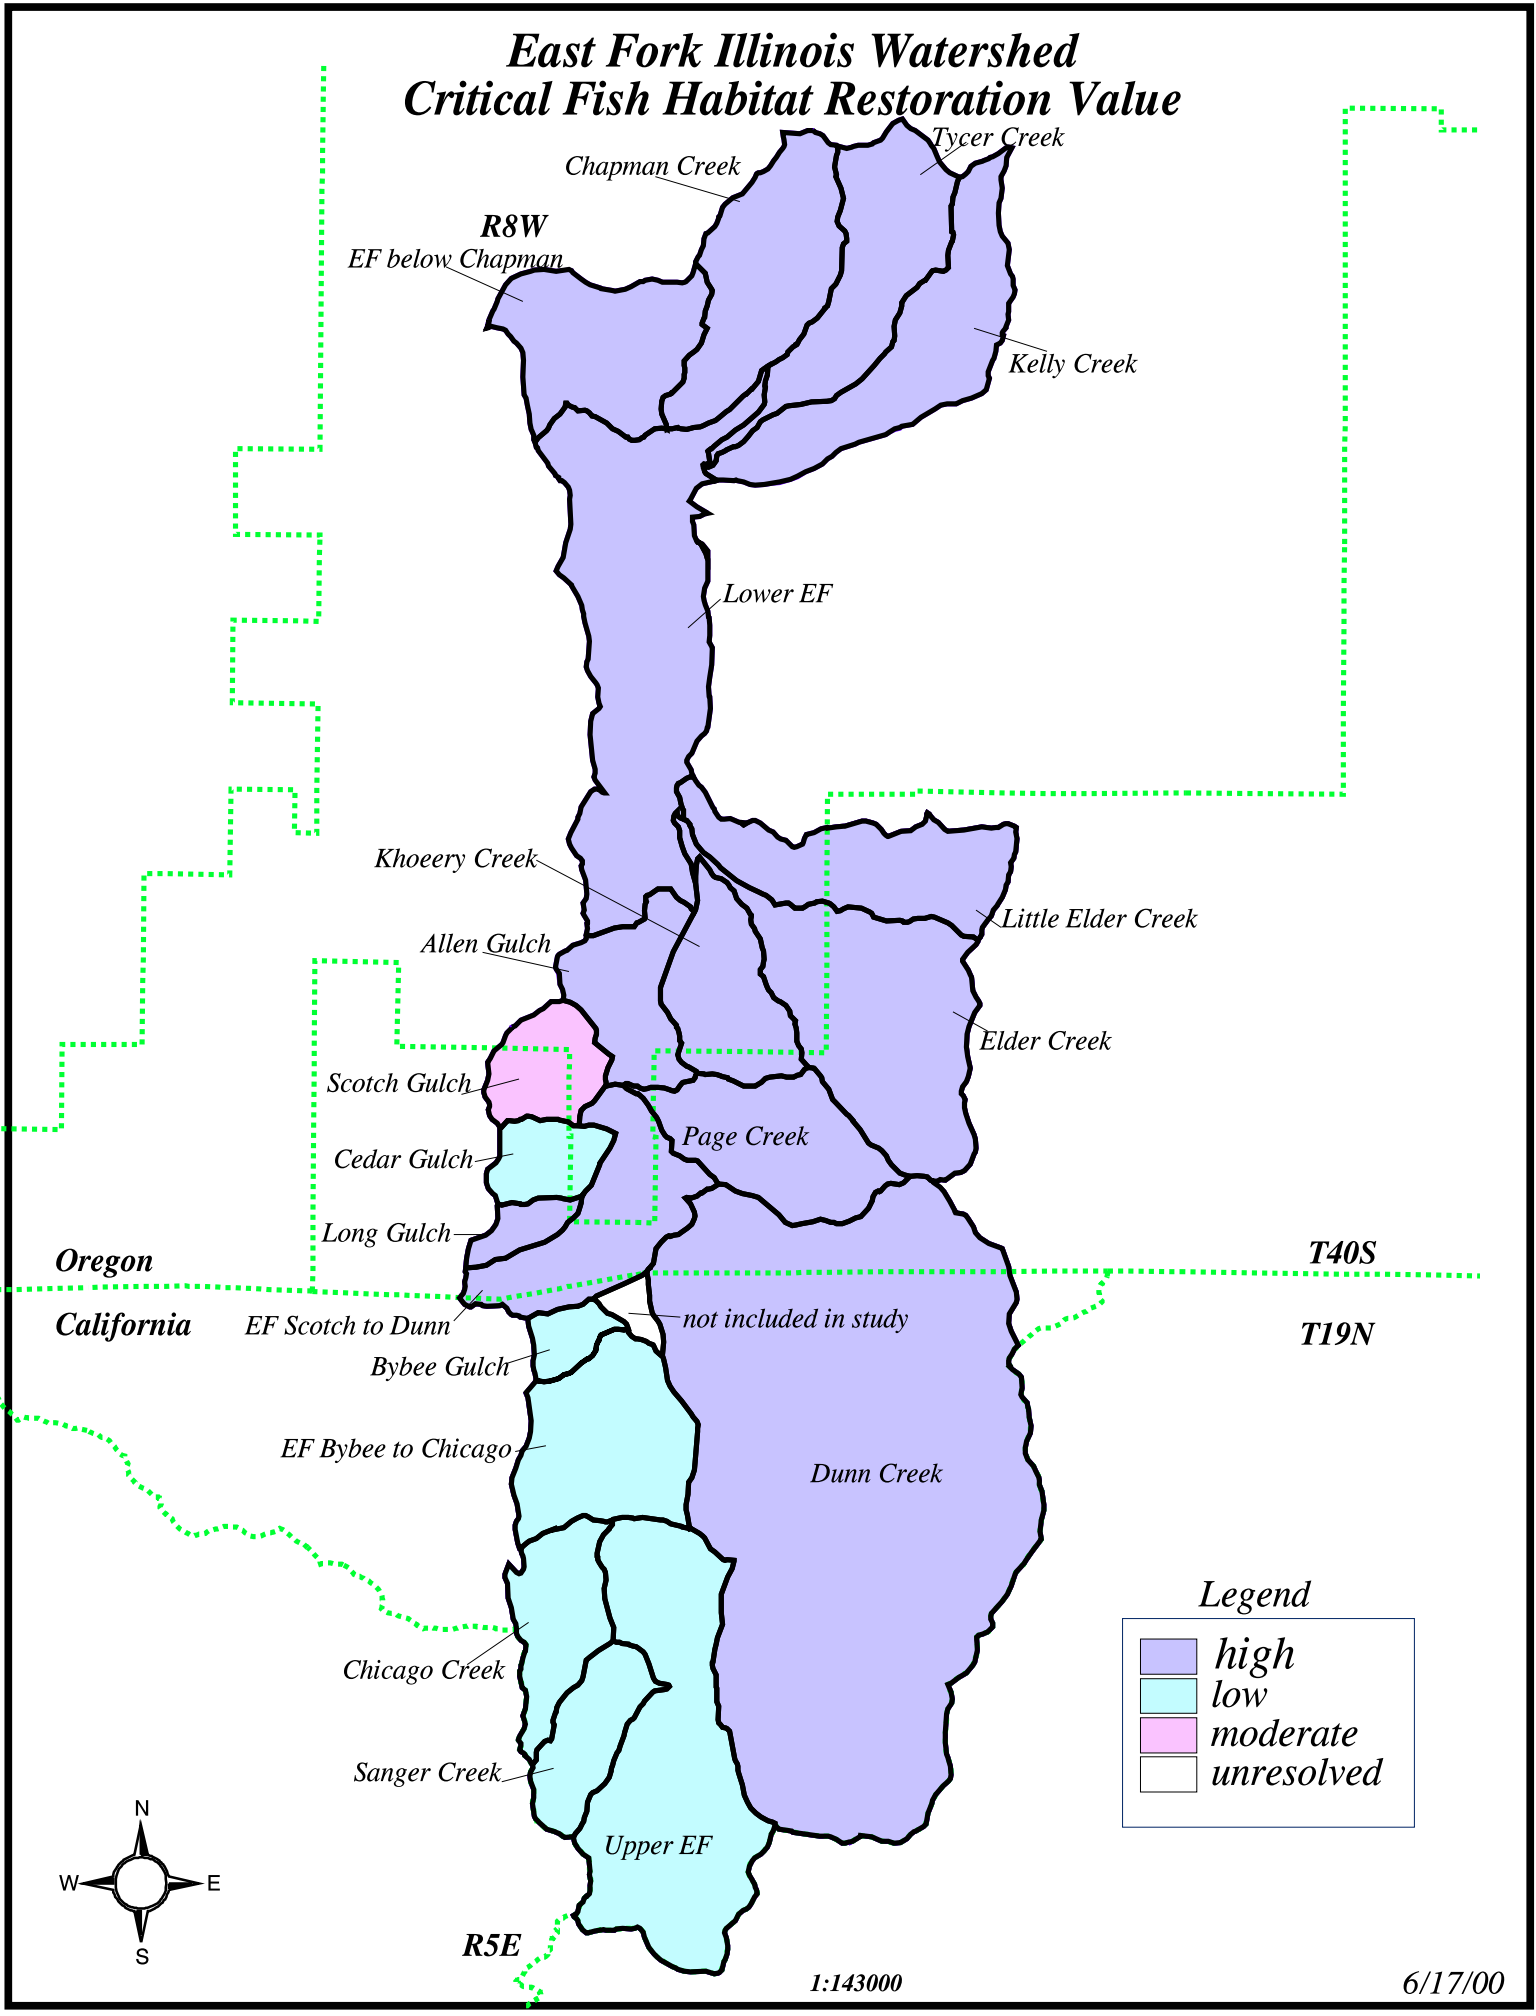 East Fork Illinois Watershed
Critical Fish Habitat Restoration Value
Tycer Creek
Chapman Creek
R8W
EF below Chapman
Kelly Creek
Lower EF
Khoeery Creek
Little Elder Creek
Allen Gulch
Elder Creek
Scotch Gulch
Page Creek
Cedar Gulch
Long Gulch
Oregon
T40S
California
EF Scotch to Dunn
not included in study
T19N
Bybee Gulch
EF Bybee to Chicago
Dunn Creek
Legend
high
low
moderate
unresolved
Chicago Creek
Sanger Creek
Upper EF
N
W
E
S
R5E
1:143000
6/17/00